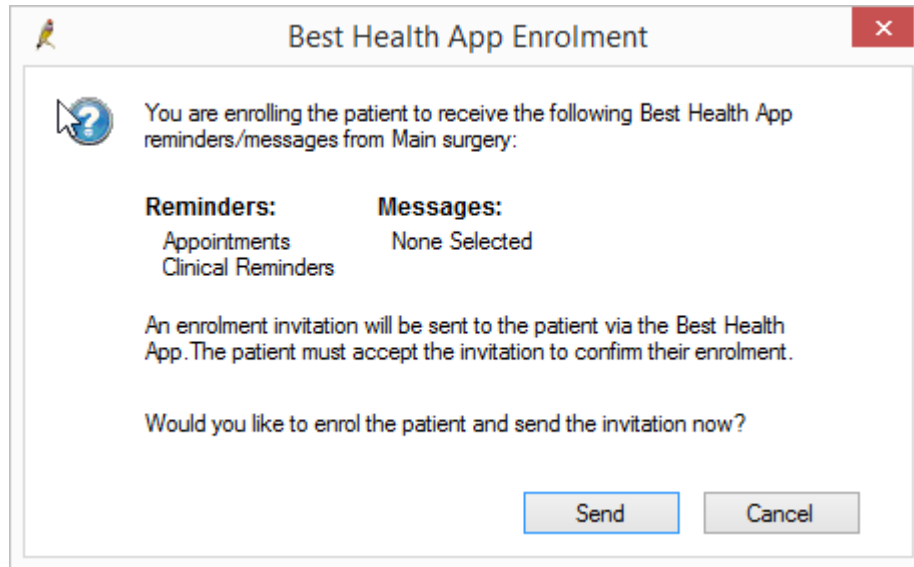 Best Health App Enrolment
You are enrolling the patient to receive the following Best Health App
reminders/messages from Main surgery:
Reminders: Messages:
Appointments None Selected
Clinical Reminders
An enrolment invitation will be sent to the patient via the Best Health
App.The patient must accept the invitation to confirm their enrolment.
Would you like to enrol the patient and send the invitation now?
Send Cancel